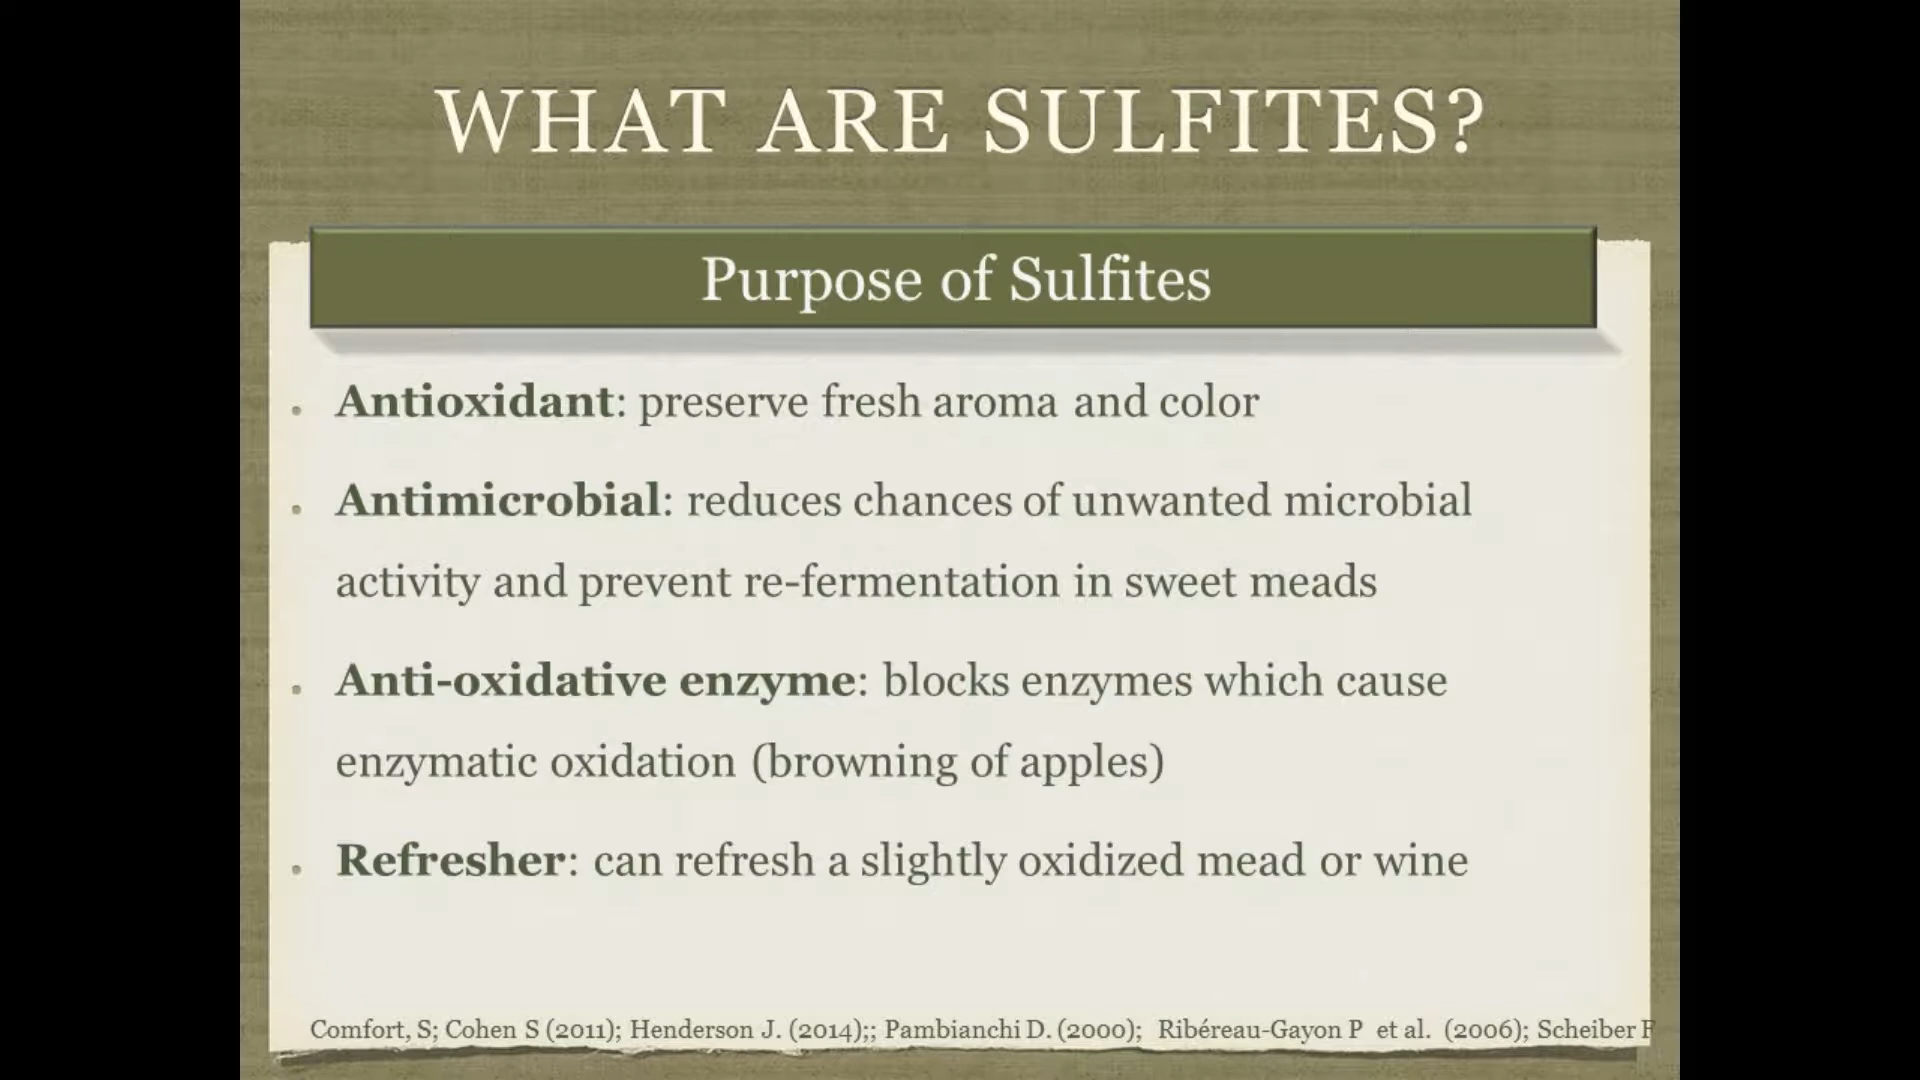 WHAT ARE SULFITES?
Purpose of Sulfites
Antioxidant: preserve fresh aroma and color
Antimicrobial: reduces chances of unwanted microbial
activity and prevent re-fermentation in sweet meads
Anti-oxidative enzyme: blocks enzymes which cause
enzymatic oxidation (browning of apples)
Refresher: can refresh a slightly oxidized mead or wine
Comfort, S; Cohen S (2011); Henderson J. (2014);; Pambianchi D. (2000); Ribéreau-Gayon P et al. (2006); Scheiber F